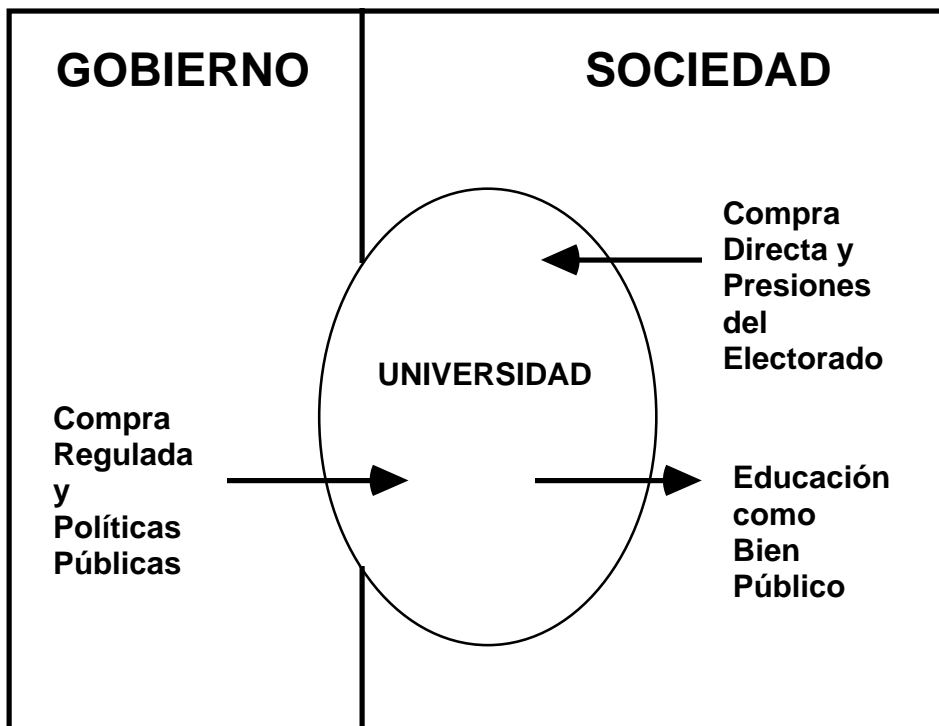 GOBIERNO
SOCIEDAD
Compra
Directa y
Presiones
del
Electorado
UNIVERSIDAD
Compra
Regulada
y
Políticas
Públicas
Educación
como
Bien
Público